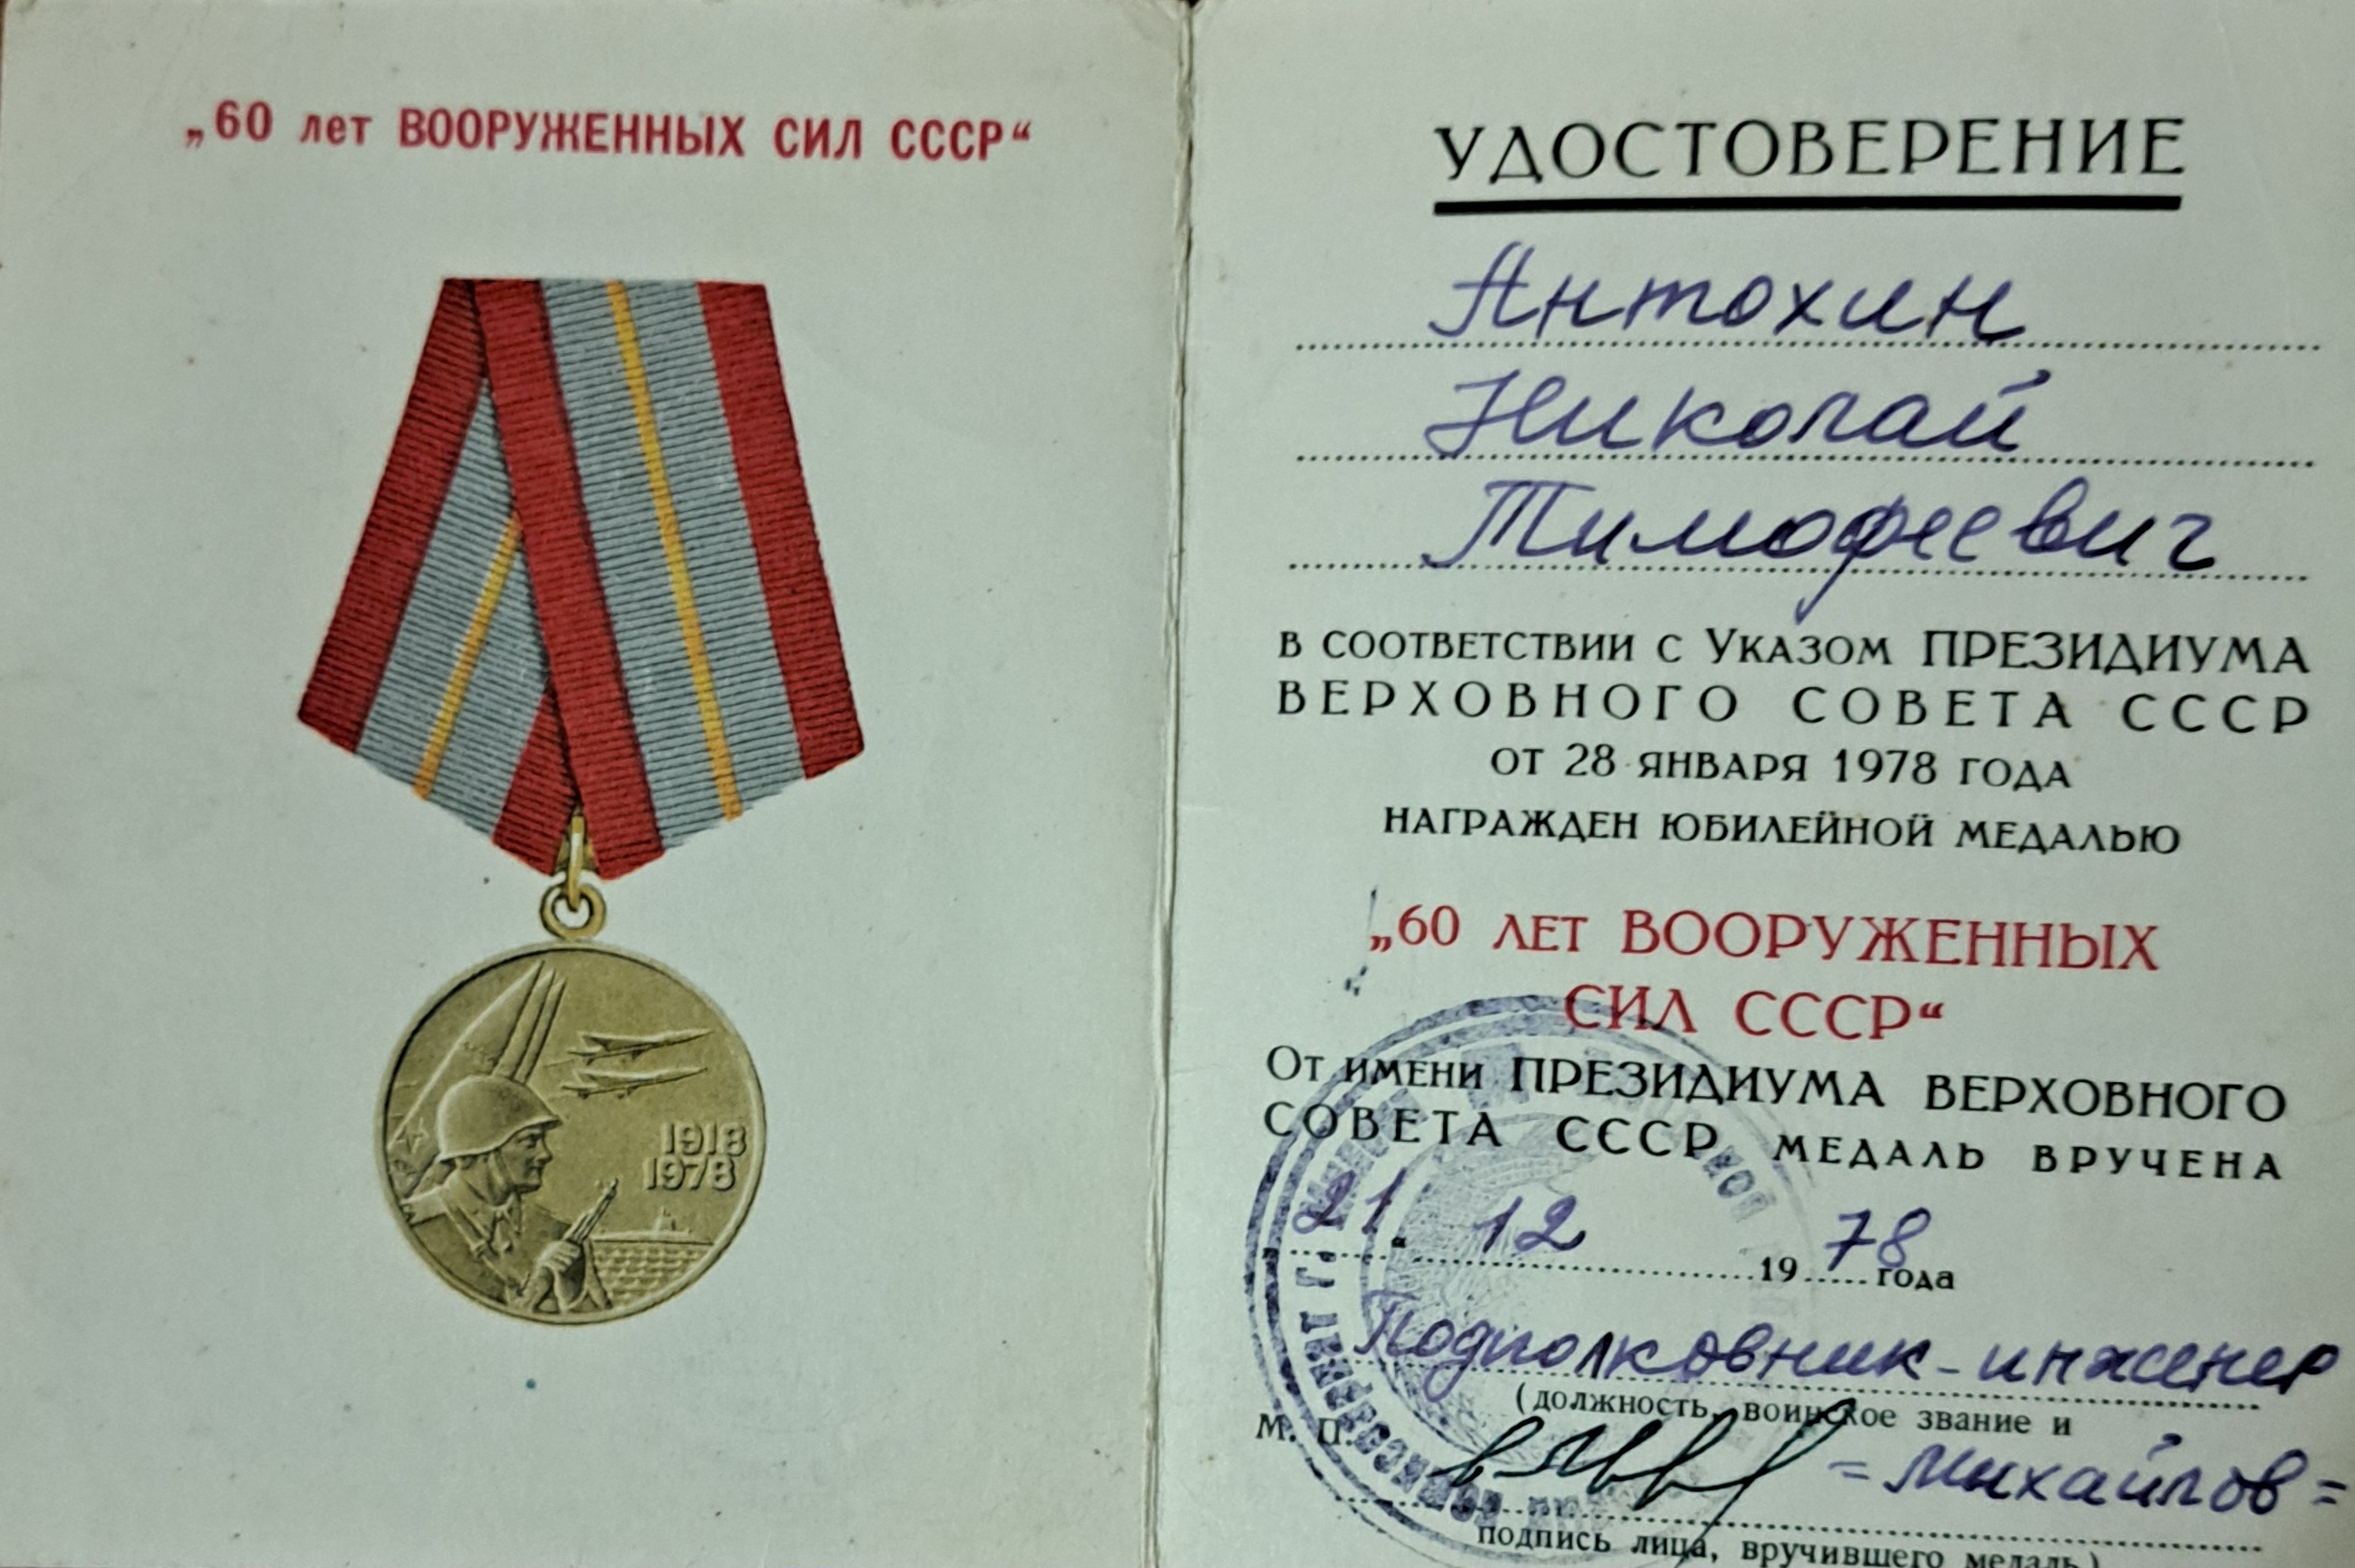 „60 лет ВООРУЖЕННЫХ СИЛ СССР“
1918
1978
УДОСТОВЕРЕНИЕ
Антохин
Николай
Тимофеевич
В СООТВЕТСТВИИ С УКАЗОМ ПРЕЗИДИУМА
ВЕРХОВНОГО СОВЕТА СССР
ОТ 28 ЯНВАРЯ 1978 ГОДА
НАГРАЖДЕН ЮБИЛЕЙНОЙ МЕДАЛЬЮ
„60 ЛЕТ ВООРУЖЕННЫХ
СИЛ СССР“
ОТ ИМЕНИ ПРЕЗИДИУМА ВЕРХОВНОГО
СОВЕТА СССР МЕДАЛЬ ВРУЧЕНА
„21“ 12 1978 года
Подполковник-инженер
(должность, воинское звание и
М. П. =Михайлов=
подпись лица, вручившего медаль)